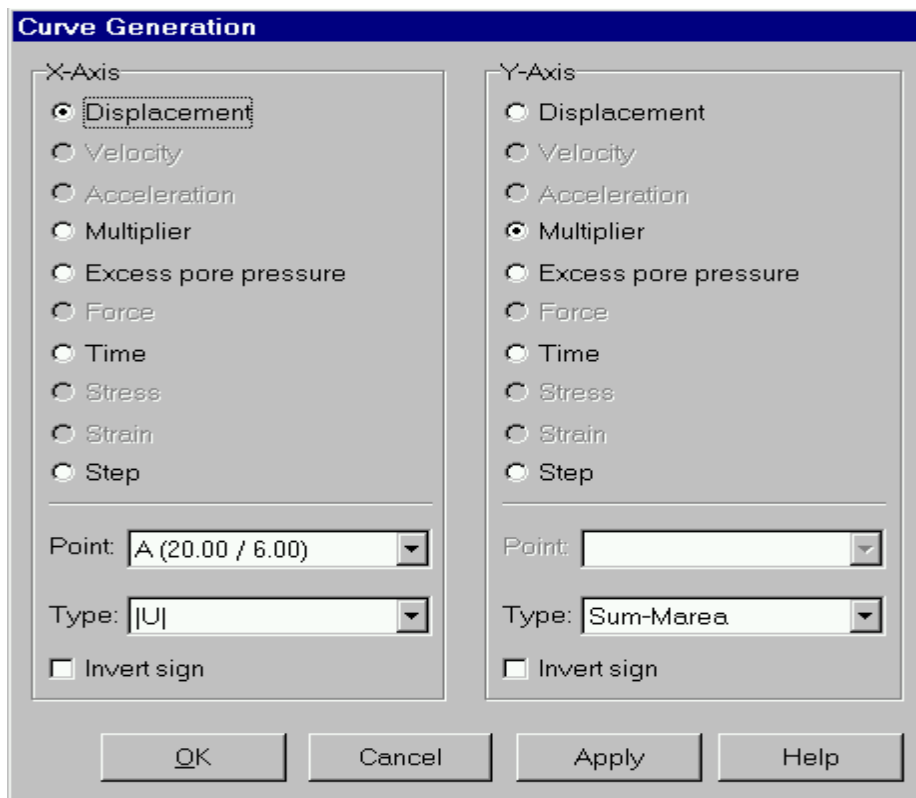 Curve Generation
X-Axis
Displacement
Velocity
Acceleration
Multiplier
Excess pore pressure
Force
Time
Stress
Strain
Step
Point: A (20.00 / 6.00)
Type: |U|
Invert sign
Y-Axis
Displacement
Velocity
Acceleration
Multiplier
Excess pore pressure
Force
Time
Stress
Strain
Step
Point:
Type: Sum-Marea
Invert sign
OK Cancel Apply Help